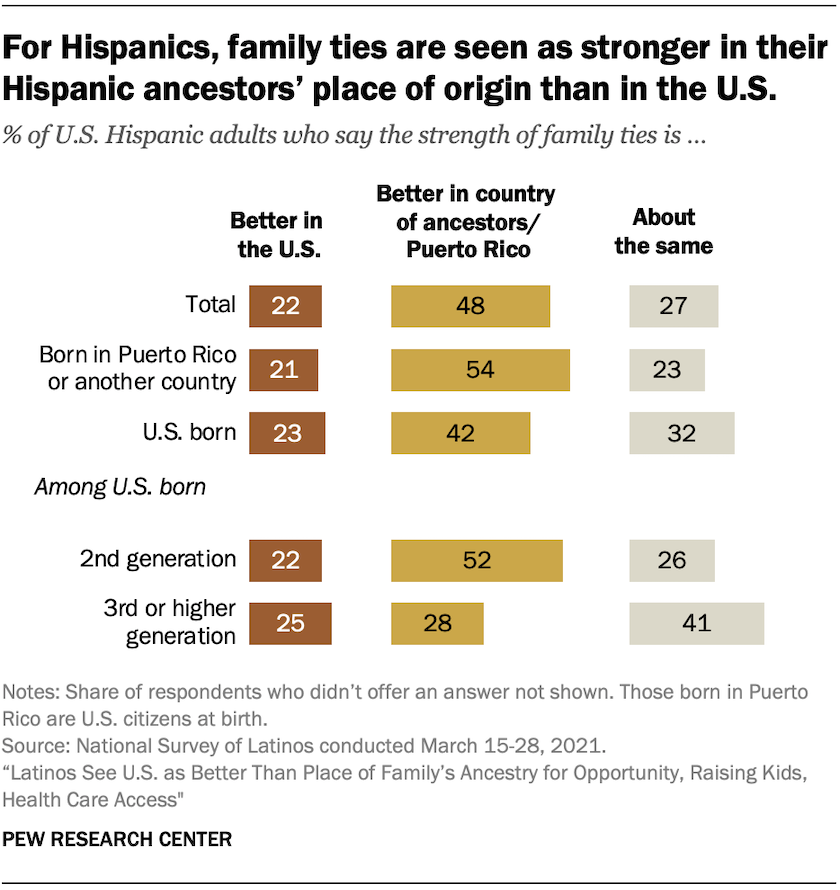 For Hispanics, family ties are seen as stronger in their
Hispanic ancestors’ place of origin than in the U.S.
% of U.S. Hispanic adults who say the strength of family ties is ...
Better in
the U.S.
Better in country
of ancestors/
Puerto Rico
About
the same
Total 22 48 27
Born in Puerto Rico
or another country 21 54 23
U.S. born 23 42 32
Among U.S. born
2nd generation 22 52 26
3rd or higher
generation 25 28 41
Notes: Share of respondents who didn’t offer an answer not shown. Those born in Puerto
Rico are U.S. citizens at birth.
Source: National Survey of Latinos conducted March 15-28, 2021.
“Latinos See U.S. as Better Than Place of Family’s Ancestry for Opportunity, Raising Kids,
Health Care Access"
PEW RESEARCH CENTER